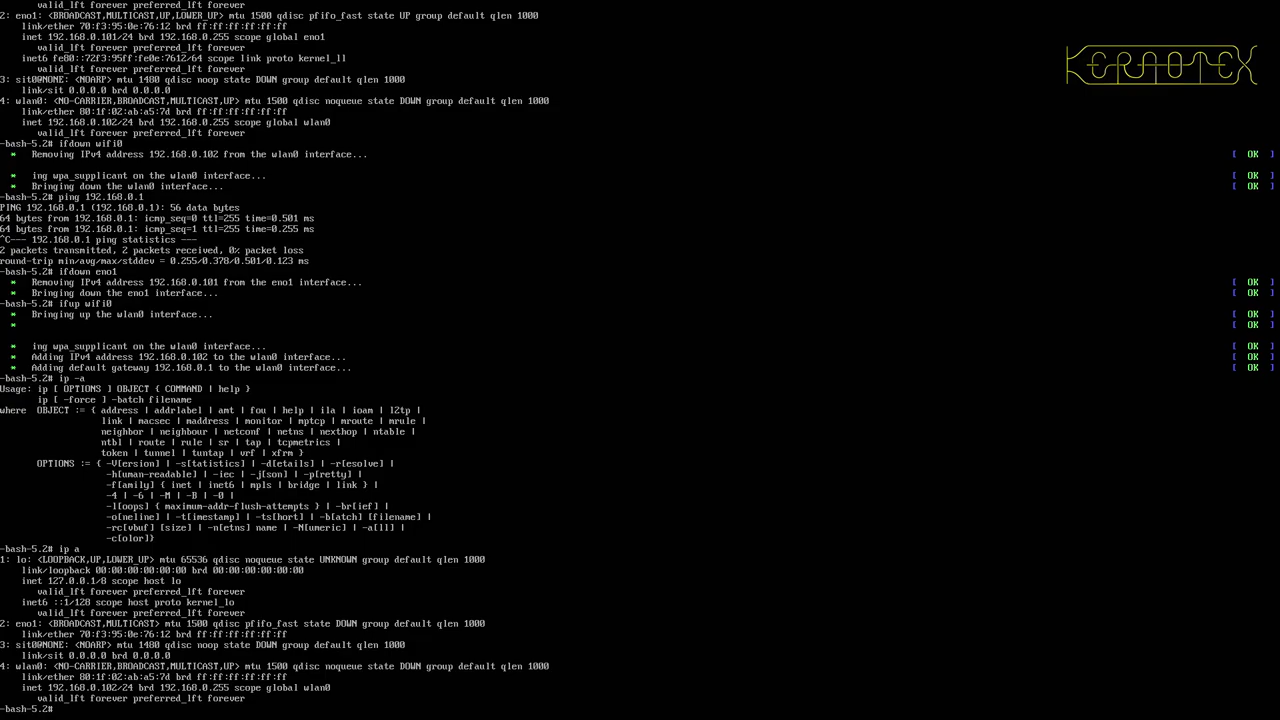 valid_lft forever preferred_lft forever
2: eno1: <BROADCAST,MULTICAST,UP,LOWER_UP> mtu 1500 qdisc pfifo_fast state UP group default qlen 1000
link/ether 70:f3:95:0e:76:12 brd ff:ff:ff:ff:ff:ff
inet 192.168.0.101/24 brd 192.168.0.255 scope global eno1
valid_lft forever preferred_lft forever
inet6 fe80::72f3:95ff:fe0e:7612/64 scope link proto kernel_ll
valid_lft forever preferred_lft forever
3: sit0@NONE: <NOARP> mtu 1480 qdisc noop state DOWN group default qlen 1000
link/sit 0.0.0.0 brd 0.0.0.0
4: wlan0: <NO-CARRIER,BROADCAST,MULTICAST,UP> mtu 1500 qdisc noqueue state DOWN group default qlen 1000
link/ether 80:1f:02:ab:a5:7d brd ff:ff:ff:ff:ff:ff
inet 192.168.0.102/24 brd 192.168.0.255 scope global wlan0
valid_lft forever preferred_lft forever
-bash-5.2# ifdown wifi0
* Removing IPv4 address 192.168.0.102 from the wlan0 interface... [ OK ]
ing wpa_supplicant on the wlan0 interface... [ OK ]
* Bringing down the wlan0 interface... [ OK ]
-bash-5.2# ping 192.168.0.1
PING 192.168.0.1 (192.168.0.1): 56 data bytes
64 bytes from 192.168.0.1: icmp_seq=0 ttl=255 time=0.501 ms
64 bytes from 192.168.0.1: icmp_seq=1 ttl=255 time=0.255 ms
^C--- 192.168.0.1 ping statistics ---
2 packets transmitted, 2 packets received, 0% packet loss
round-trip min/avg/max/stddev = 0.255/0.378/0.501/0.123 ms
-bash-5.2# ifdown eno1
* Removing IPv4 address 192.168.0.101 from the eno1 interface... [ OK ]
* Bringing down the eno1 interface... [ OK ]
-bash-5.2# ifup wifi0
* Bringing up the wlan0 interface... [ OK ]
* [ OK ]
ing wpa_supplicant on the wlan0 interface... [ OK ]
* Adding IPv4 address 192.168.0.102 to the wlan0 interface... [ OK ]
* Adding default gateway 192.168.0.1 to the wlan0 interface... [ OK ]
-bash-5.2# ip -a
Usage: ip [ OPTIONS ] OBJECT { COMMAND | help }
ip [ -force ] -batch filename
where OBJECT := { address | addrlabel | amt | fou | help | ila | ioam | l2tp |
link | macsec | maddress | monitor | mptcp | mroute | mrule |
neighbor | neighbour | netconf | netns | nexthop | ntable |
ntbl | route | rule | sr | tap | tcpmetrics |
token | tunnel | tuntap | vrf | xfrm }
OPTIONS := { -V[ersion] | -s[tatistics] | -d[etails] | -r[esolve] |
-h[uman-readable] | -iec | -j[son] | -p[retty] |
-f[amily] { inet | inet6 | mpls | bridge | link } |
-4 | -6 | -M | -B | -0 |
-l[oops] { maximum-addr-flush-attempts } | -br[ief] |
-o[neline] | -t[imestamp] | -ts[hort] | -b[atch] [filename] |
-rc[vbuf] [size] | -n[etns] name | -N[umeric] | -a[ll] |
-c[olor]}
-bash-5.2# ip a
1: lo: <LOOPBACK,UP,LOWER_UP> mtu 65536 qdisc noqueue state UNKNOWN group default qlen 1000
link/loopback 00:00:00:00:00:00 brd 00:00:00:00:00:00
inet 127.0.0.1/8 scope host lo
valid_lft forever preferred_lft forever
inet6 ::1/128 scope host proto kernel_lo
valid_lft forever preferred_lft forever
2: eno1: <BROADCAST,MULTICAST> mtu 1500 qdisc pfifo_fast state DOWN group default qlen 1000
link/ether 70:f3:95:0e:76:12 brd ff:ff:ff:ff:ff:ff
3: sit0@NONE: <NOARP> mtu 1480 qdisc noop state DOWN group default qlen 1000
link/sit 0.0.0.0 brd 0.0.0.0
4: wlan0: <NO-CARRIER,BROADCAST,MULTICAST,UP> mtu 1500 qdisc noqueue state DOWN group default qlen 1000
link/ether 80:1f:02:ab:a5:7d brd ff:ff:ff:ff:ff:ff
inet 192.168.0.102/24 brd 192.168.0.255 scope global wlan0
valid_lft forever preferred_lft forever
-bash-5.2#